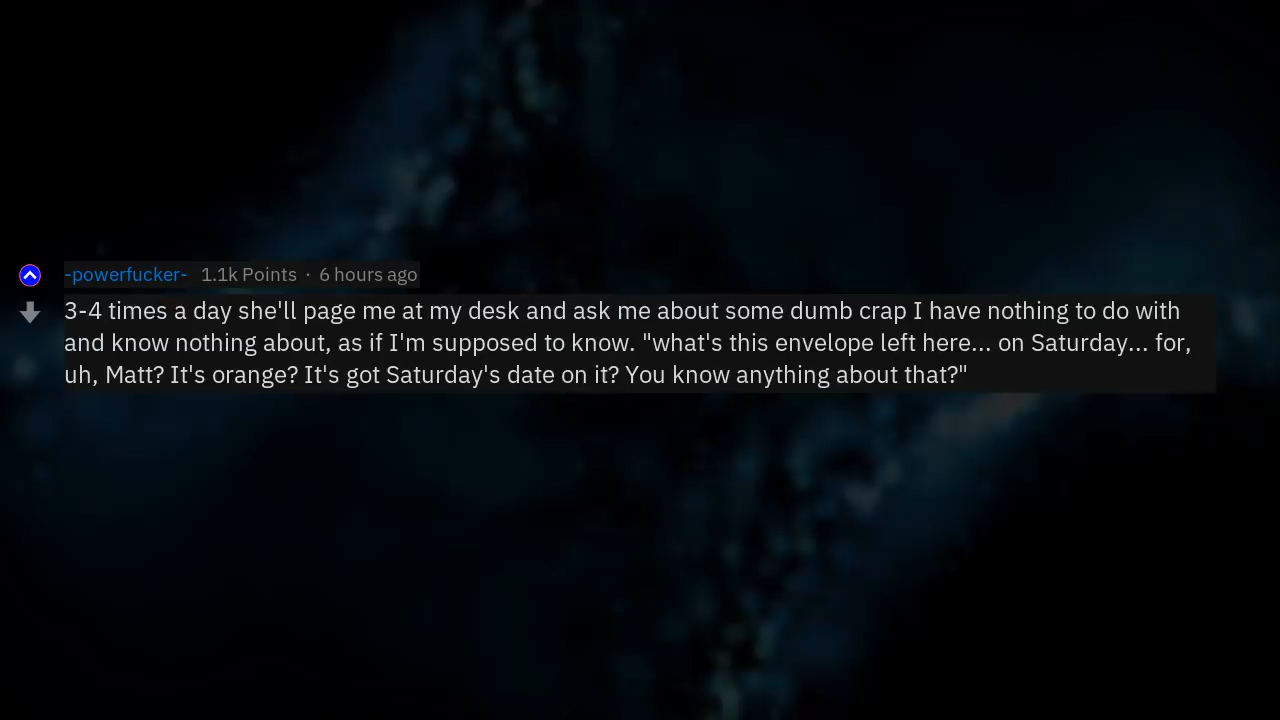 -powerfucker- 1.1k Points · 6 hours ago
3-4 times a day she'll page me at my desk and ask me about some dumb crap I have nothing to do with
and know nothing about, as if I'm supposed to know. "what's this envelope left here... on Saturday... for,
uh, Matt? It's orange? It's got Saturday's date on it? You know anything about that?"